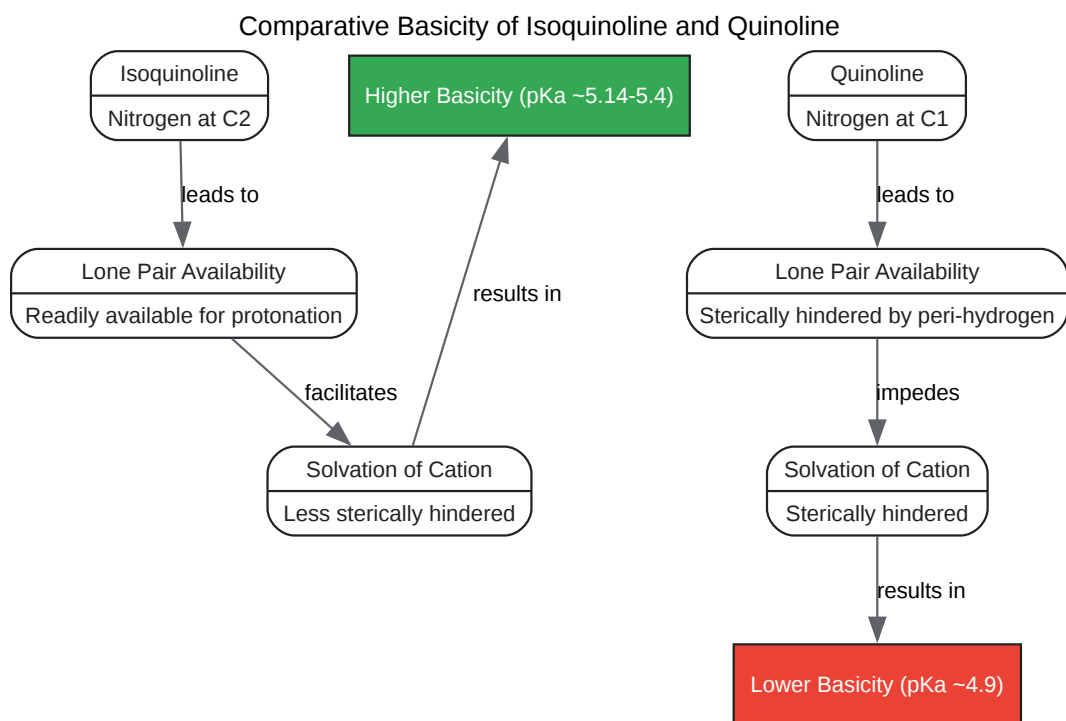 Comparative Basicity of Isoquinoline and Quinoline
Isoquinoline
Nitrogen at C2
leads to
Lone Pair Availability
Readily available for protonation
facilitates
Solvation of Cation
Less sterically hindered
results in
Higher Basicity (pKa ~5.14-5.4)
Quinoline
Nitrogen at C1
leads to
Lone Pair Availability
Sterically hindered by peri-hydrogen
impedes
Solvation of Cation
Sterically hindered
results in
Lower Basicity (pKa ~4.9)